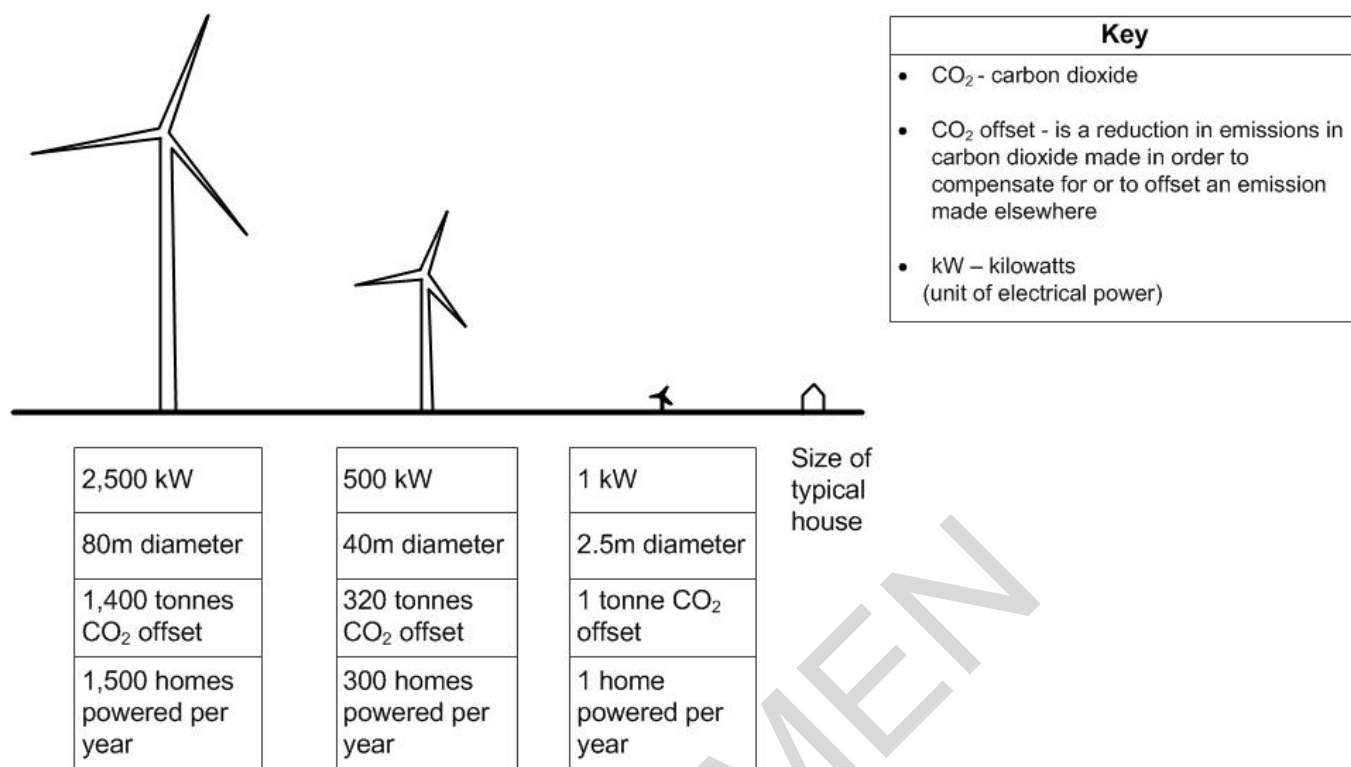 Key
• CO₂ - carbon dioxide
• CO₂ offset - is a reduction in emissions in
carbon dioxide made in order to
compensate for or to offset an emission
made elsewhere
• kW – kilowatts
(unit of electrical power)
2,500 kW
80m diameter
1,400 tonnes
CO₂ offset
1,500 homes
powered per
year
500 kW
40m diameter
320 tonnes
CO₂ offset
300 homes
powered per
year
1 kW
2.5m diameter
1 tonne CO₂
offset
1 home
powered per
year
Size of
typical
house
MEN